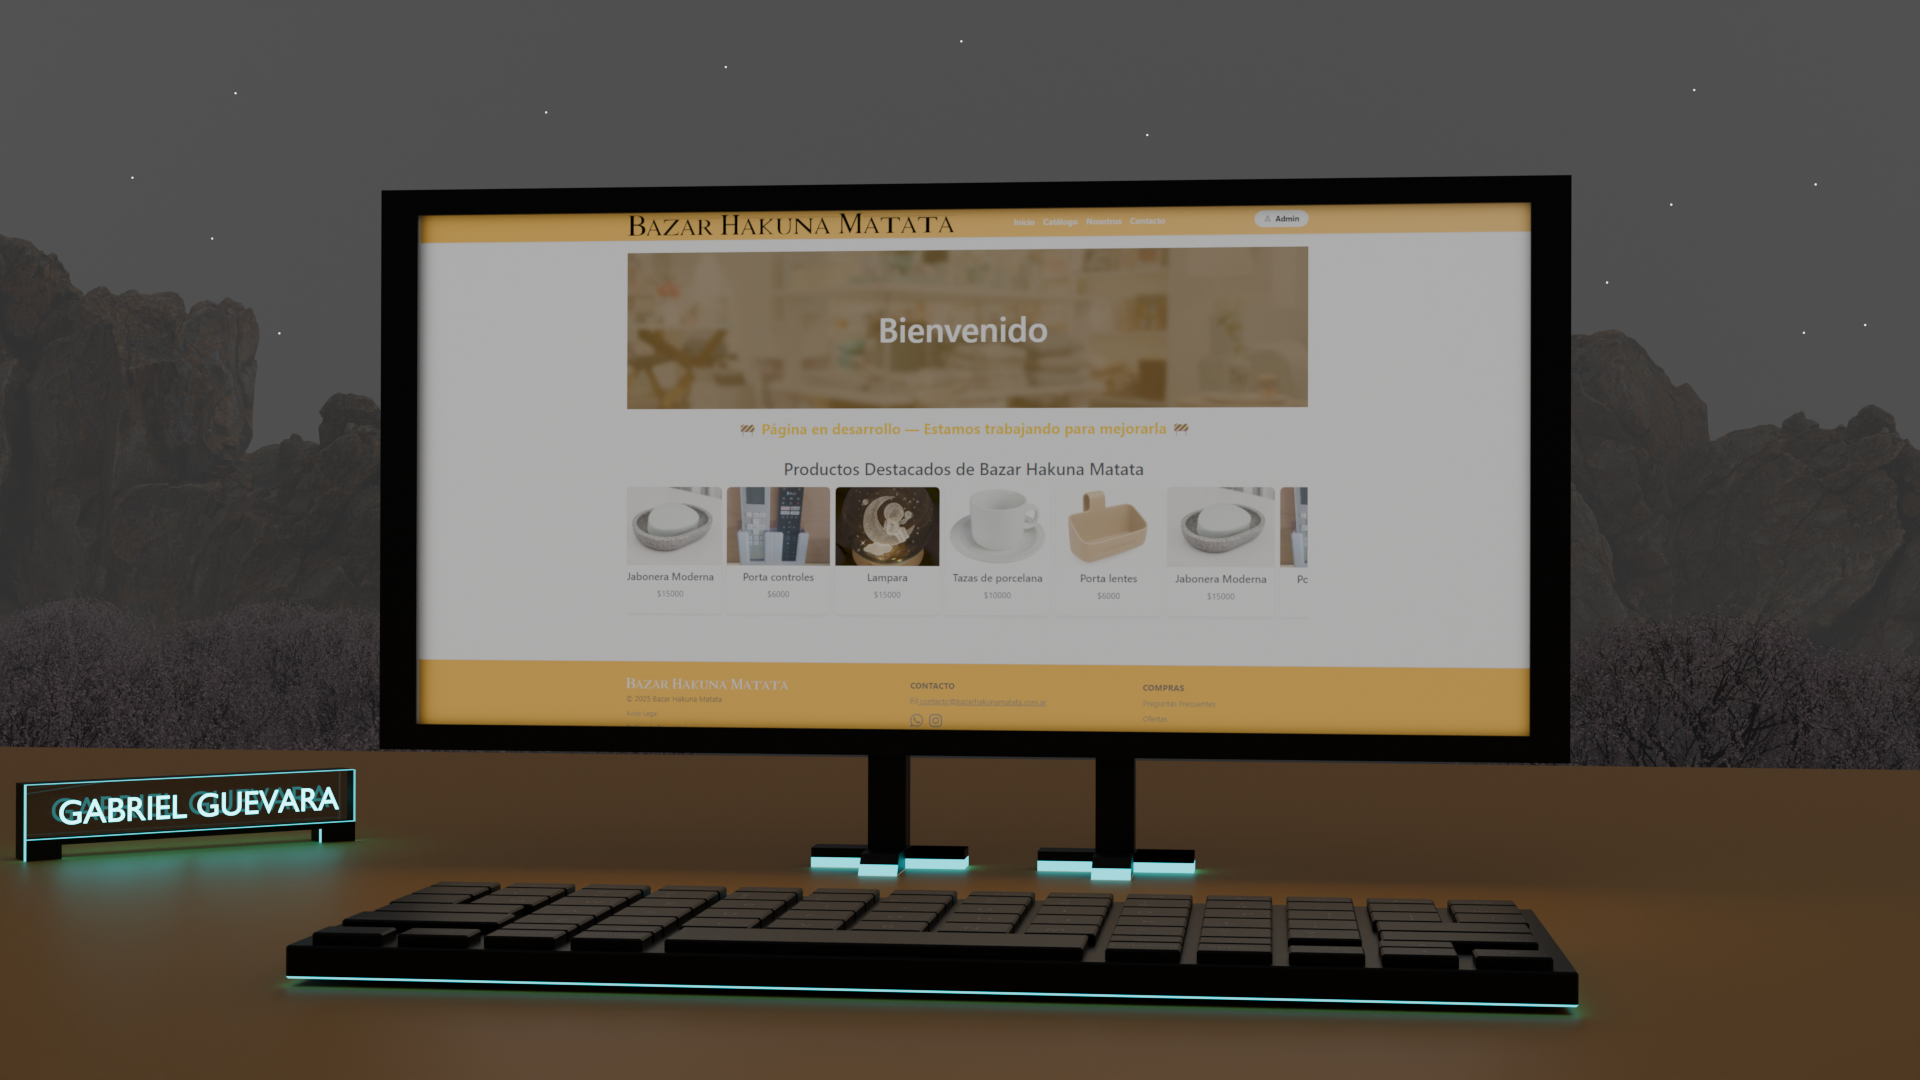 BAZAR HAKUNA MATATA
Inicio Catálogo Nosotros Contacto
Admin
Bienvenido
🚧 Página en desarrollo — Estamos trabajando para mejorarla 🚧
Productos Destacados de Bazar Hakuna Matata
Jabonera Moderna Porta controles Lampara Tazas de porcelana Porta lentes Jabonera Moderna Pc
$15000 $6000 $15000 $10000 $6000 $15000
BAZAR HAKUNA MATATA
© 2025 Bazar Hakuna Matata
Aviso Legal
CONTACTO
contacto@bazarhakunamatata.com.ar
COMPRAS
Preguntas Frecuentes
Ofertas
GABRIEL GUEVARA